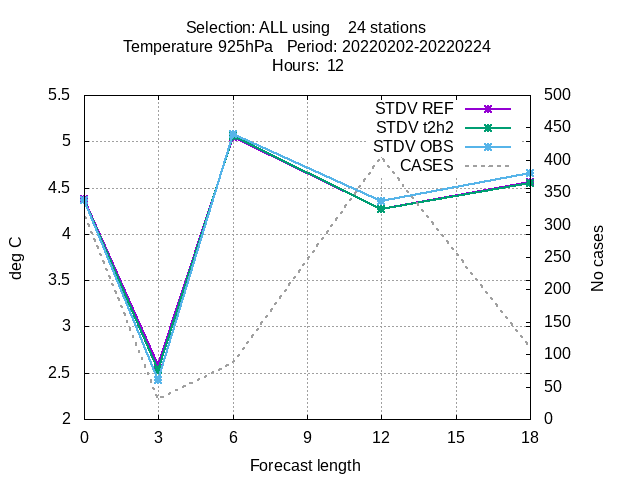 Selection: ALL using    24 stations
Temperature 925hPa   Period: 20220202-20220224
Hours:  12
5.5
5
4.5
4
3.5
3
2.5
2
500
450
400
350
300
250
200
150
100
50
0
STDV REF
STDV t2h2
STDV OBS
CASES
deg C
No cases
0 3 6 9 12 15 18
Forecast length